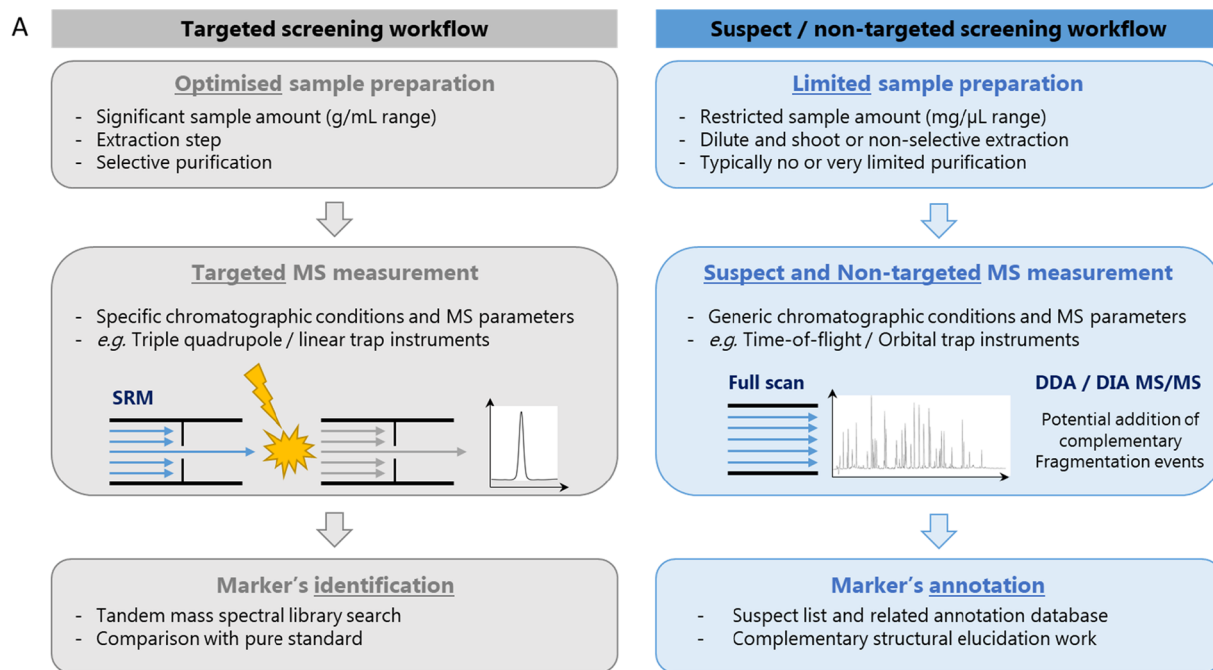 A
Targeted screening workflow
Optimised sample preparation
- Significant sample amount (g/mL range)
- Extraction step
- Selective purification
Targeted MS measurement
- Specific chromatographic conditions and MS parameters
- e.g. Triple quadrupole / linear trap instruments
SRM
Marker's identification
- Tandem mass spectral library search
- Comparison with pure standard
Suspect / non-targeted screening workflow
Limited sample preparation
- Restricted sample amount (mg/µL range)
- Dilute and shoot or non-selective extraction
- Typically no or very limited purification
Suspect and Non-targeted MS measurement
- Generic chromatographic conditions and MS parameters
- e.g. Time-of-flight / Orbital trap instruments
Full scan
DDA / DIA MS/MS
Potential addition of
complementary
Fragmentation events
Marker's annotation
- Suspect list and related annotation database
- Complementary structural elucidation work